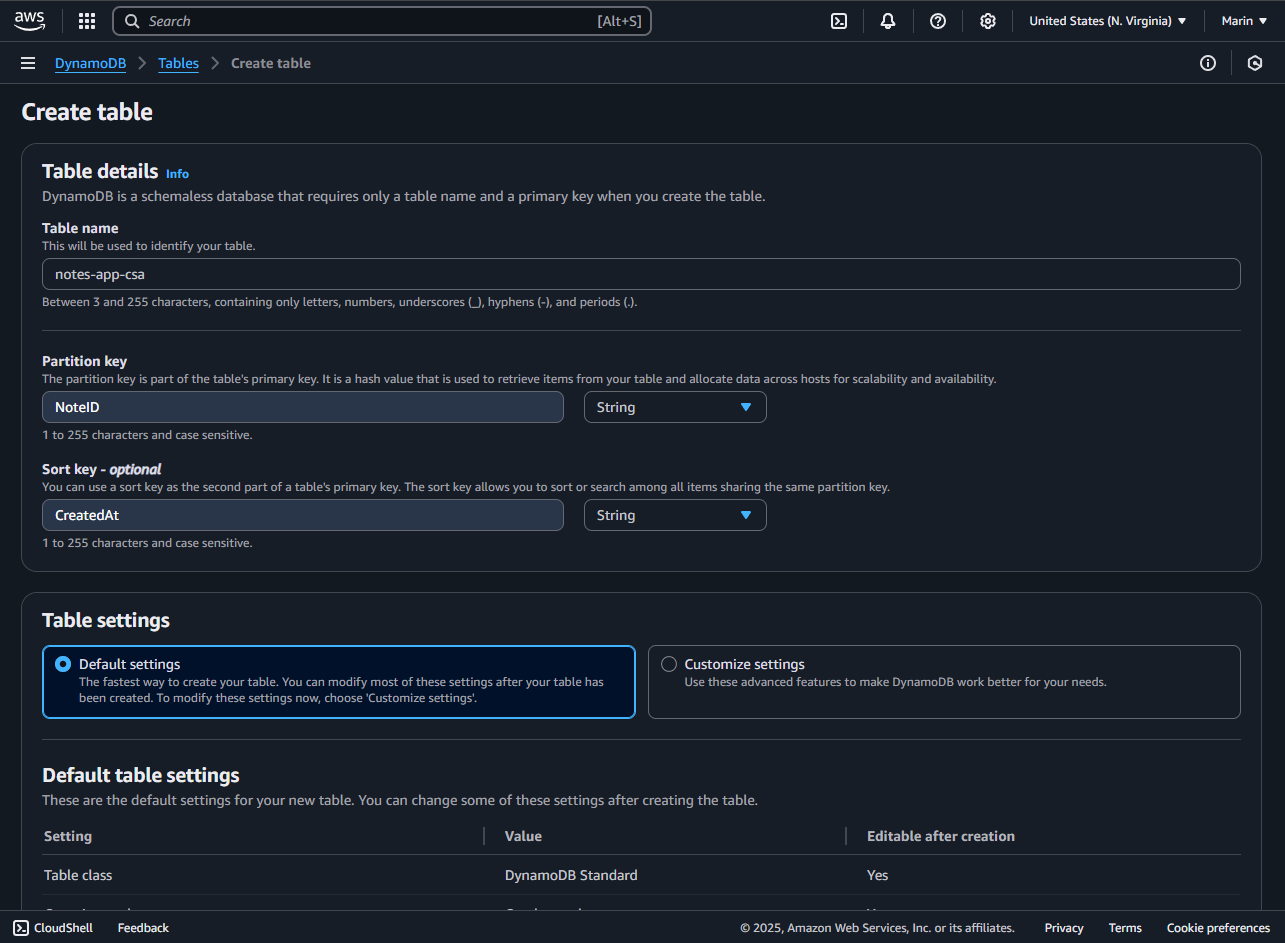 aws
Search [Alt+S] United States (N. Virginia) Marin
DynamoDB Tables Create table
Create table
Table details Info
DynamoDB is a schemaless database that requires only a table name and a primary key when you create the table.
Table name
This will be used to identify your table.
notes-app-csa
Between 3 and 255 characters, containing only letters, numbers, underscores (_), hyphens (-), and periods (.).
Partition key
The partition key is part of the table's primary key. It is a hash value that is used to retrieve items from your table and allocate data across hosts for scalability and availability.
NoteID String
1 to 255 characters and case sensitive.
Sort key - optional
You can use a sort key as the second part of a table's primary key. The sort key allows you to sort or search among all items sharing the same partition key.
CreatedAt String
1 to 255 characters and case sensitive.
Table settings
Default settings
The fastest way to create your table. You can modify most of these settings after your table has
been created. To modify these settings now, choose 'Customize settings'.
Customize settings
Use these advanced features to make DynamoDB work better for your needs.
Default table settings
These are the default settings for your new table. You can change some of these settings after creating the table.
Setting Value Editable after creation
Table class DynamoDB Standard Yes
CloudShell Feedback © 2025, Amazon Web Services, Inc. or its affiliates. Privacy Terms Cookie preferences